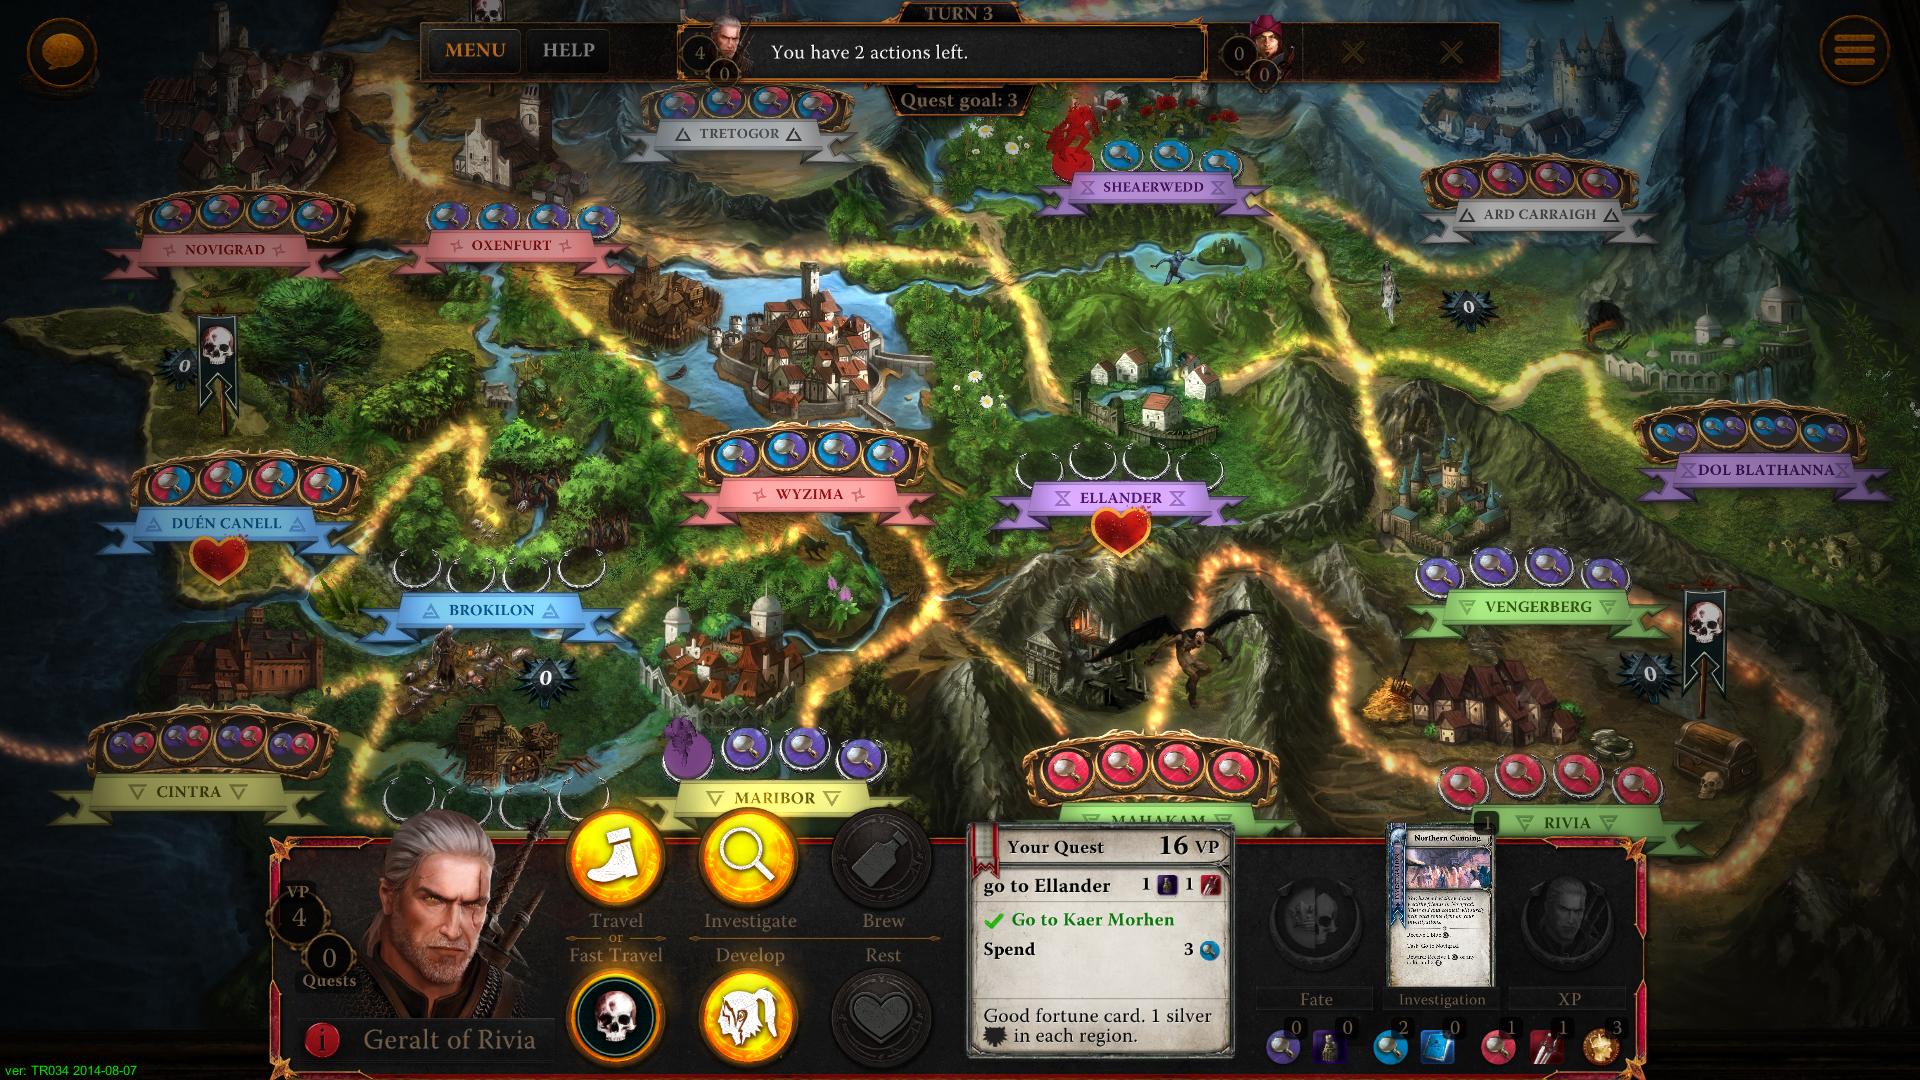 TURN 3
MENU
HELP
4
0
You have 2 actions left.
0
0
Quest goal: 3
TRETOGOR
SHEAERWEDD
ARD CARRAIGH
NOVIGRAD
OXENFURT
0
0
DOL BLATHANNA
WYZIMA
ELLANDER
DUÉN CANELL
BROKILON
VENGERBERG
0
0
CINTRA
MARIBOR
MAHAKAM
RIVIA
1
VP
4
0
Quests
Geralt of Rivia
Travel
or
Fast Travel
Investigate
Develop
Brew
Rest
Your Quest 16 VP
go to Ellander 1 1
Go to Kaer Morhen
Spend 3
Good fortune card. 1 silver
in each region.
Northern Cunning
Fate
Investigation
XP
0 0 2 0 1 1 3
ver: TR034 2014-08-07